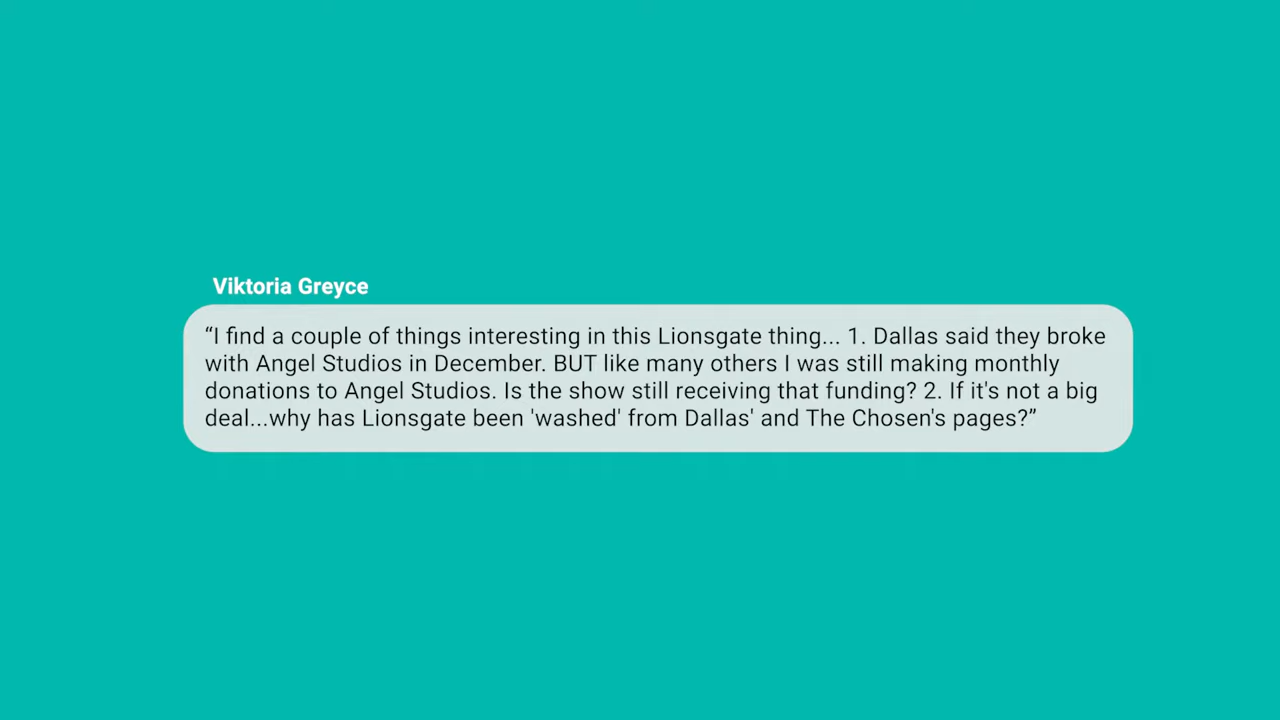 Viktoria Greyce
“I find a couple of things interesting in this Lionsgate thing... 1. Dallas said they broke
with Angel Studios in December. BUT like many others I was still making monthly
donations to Angel Studios. Is the show still receiving that funding? 2. If it's not a big
deal...why has Lionsgate been 'washed' from Dallas' and The Chosen's pages?”